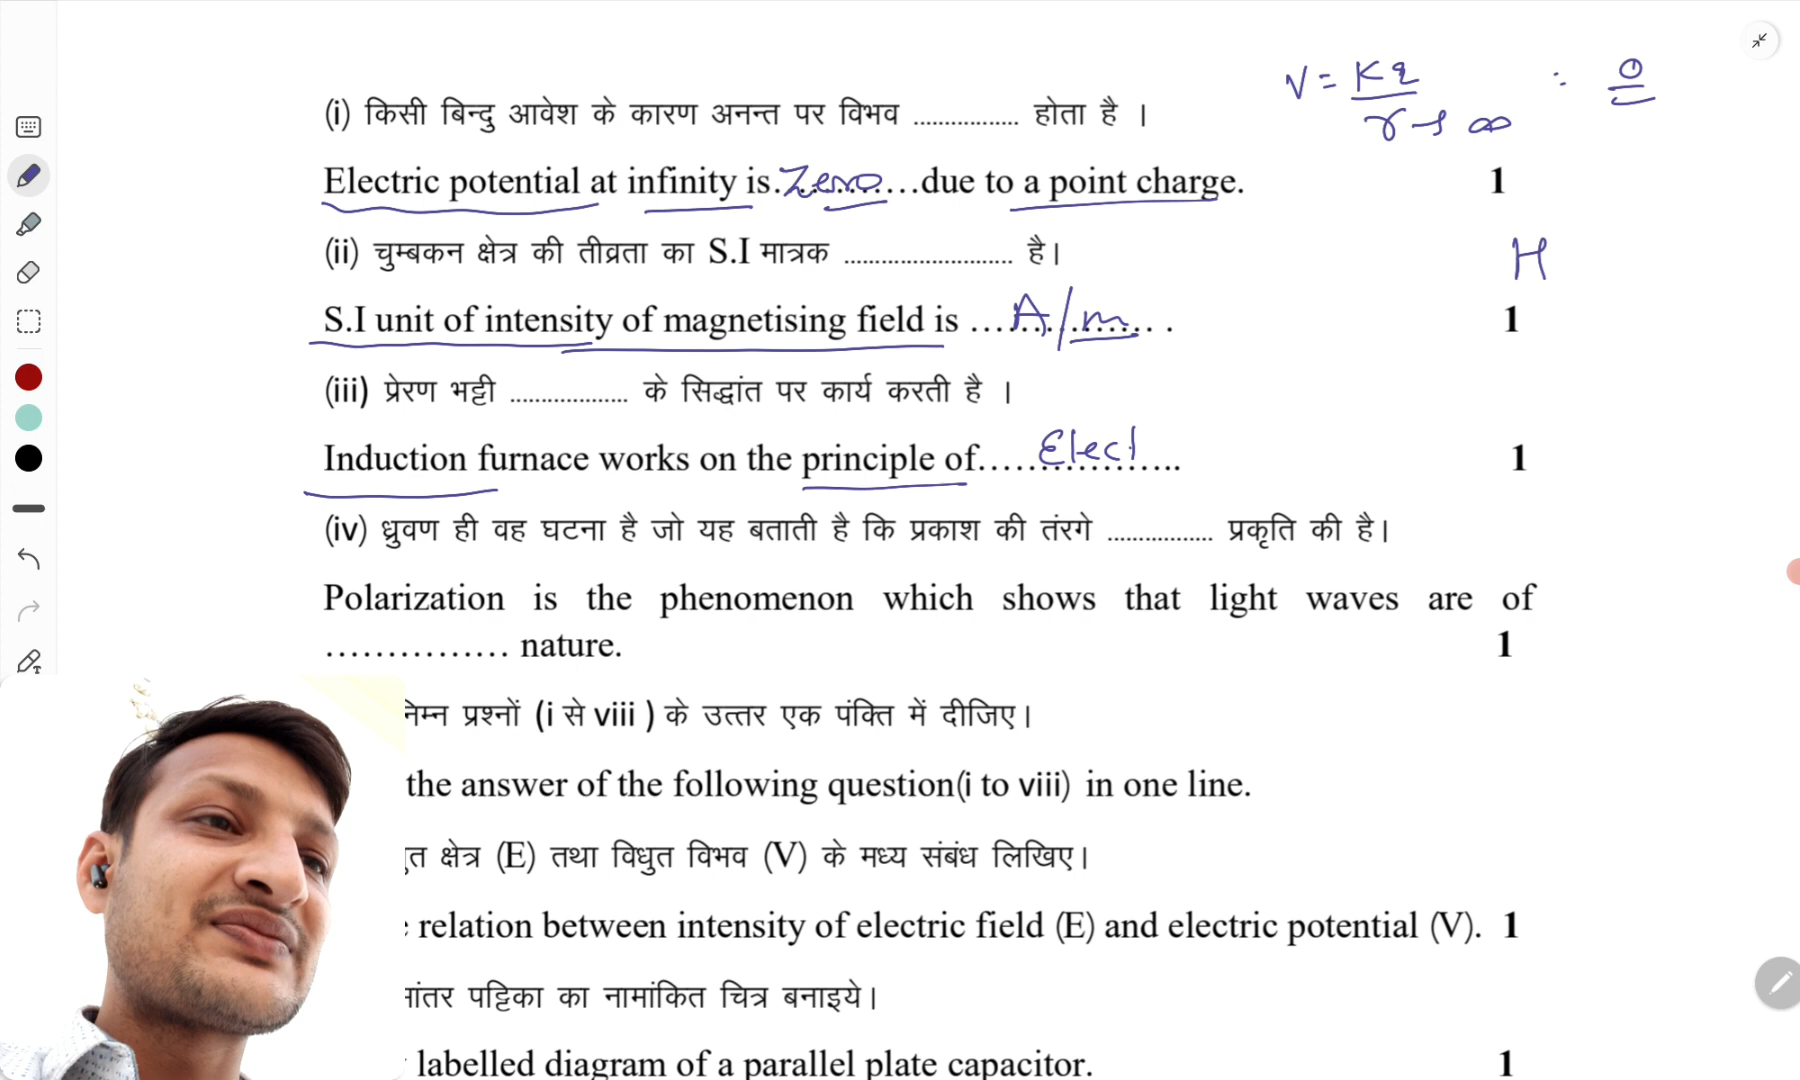 V = Kq / r→∞ : 0
(i) किसी बिन्दु आवेश के कारण अनन्त पर विभव ................. होता है ।
Electric potential at infinity is.Zero...due to a point charge. 1
(ii) चुम्बकन क्षेत्र की तीव्रता का S.I मात्रक ........................... है। H
S.I unit of intensity of magnetising field is ....A/m.... . 1
(iii) प्रेरण भट्टी ................... के सिद्धांत पर कार्य करती है ।
Induction furnace works on the principle of.....Elect...... 1
(iv) ध्रुवण ही वह घटना है जो यह बताती है कि प्रकाश की तंरगे ................. प्रकृति की है।
Polarization is the phenomenon which shows that light waves are of
............... nature. 1
निम्न प्रश्नों (i से viii ) के उत्तर एक पंक्ति में दीजिए।
the answer of the following question(i to viii) in one line.
क्षेत्र (E) तथा विधुत विभव (V) के मध्य संबंध लिखिए।
relation between intensity of electric field (E) and electric potential (V). 1
पट्टिका का नामांकित चित्र बनाइये।
labelled diagram of a parallel plate capacitor. 1